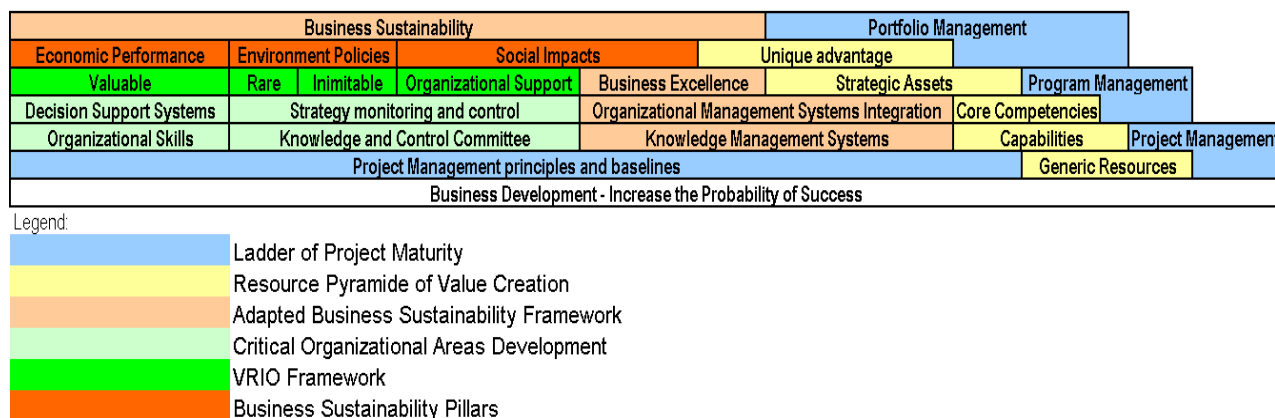 Business Sustainability Portfolio Management
Economic Performance Environment Policies Social Impacts Unique advantage
Valuable Rare Inimitable Organizational Support Business Excellence Strategic Assets Program Management
Decision Support Systems Strategy monitoring and control Organizational Management Systems Integration Core Competencies
Organizational Skills Knowledge and Control Committee Knowledge Management Systems Capabilities Project Management
Project Management principles and baselines Generic Resources
Business Development - Increase the Probability of Success
Legend:
Ladder of Project Maturity
Resource Pyramide of Value Creation
Adapted Business Sustainability Framework
Critical Organizational Areas Development
VRIO Framework
Business Sustainability Pillars